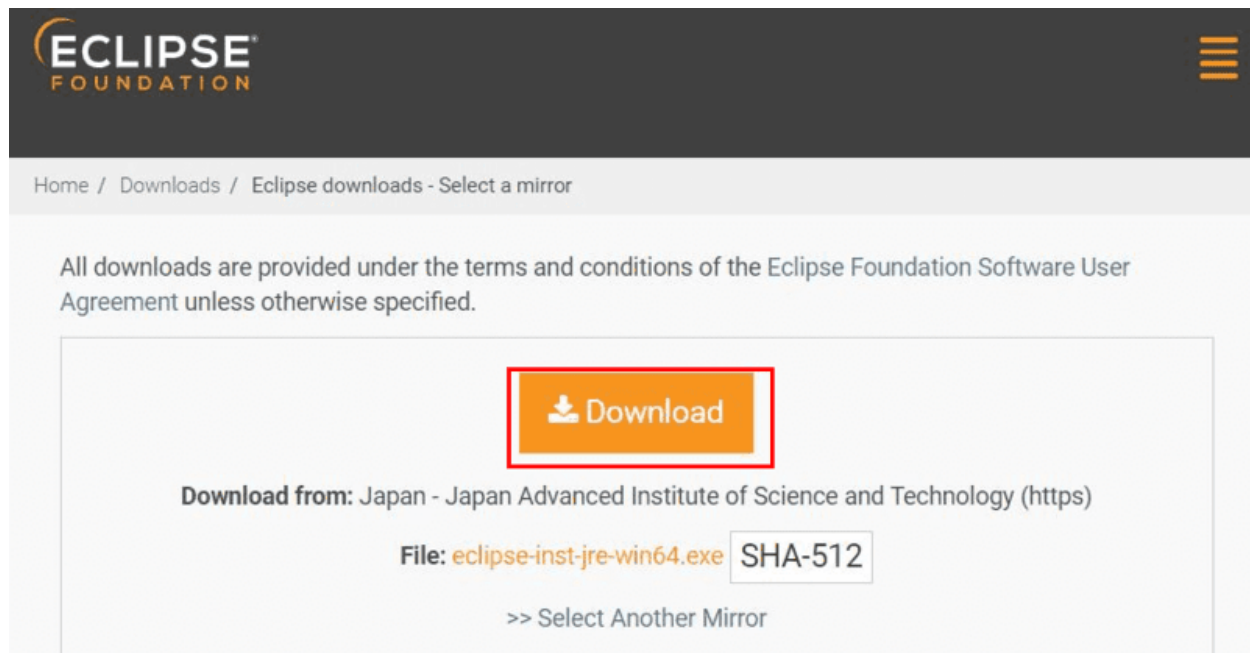 ECLIPSE®
FOUNDATION
Home / Downloads / Eclipse downloads - Select a mirror
All downloads are provided under the terms and conditions of the Eclipse Foundation Software User
Agreement unless otherwise specified.
Download
Download from: Japan - Japan Advanced Institute of Science and Technology (https)
File: eclipse-inst-jre-win64.exe SHA-512
>> Select Another Mirror